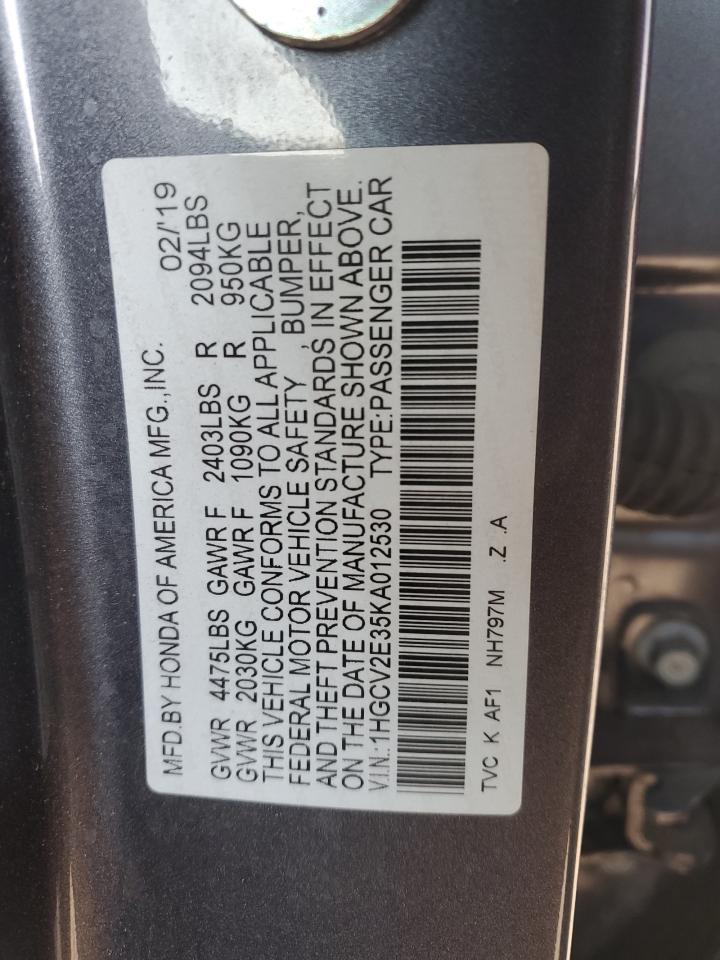 MFD.BY HONDA OF AMERICA MFG.,INC. 02/'19
GVWR 4475LBS GAWR F 2403LBS R 2094LBS
GVWR 2030KG GAWR F 1090KG R 950KG
THIS VEHICLE CONFORMS TO ALL APPLICABLE
FEDERAL MOTOR VEHICLE SAFETY , BUMPER,
AND THEFT PREVENTION STANDARDS IN EFFECT
ON THE DATE OF MANUFACTURE SHOWN ABOVE.
V.I.N.:1HGCV2E35KA012530 TYPE:PASSENGER CAR
TVC K AF1 NH797M .Z .A